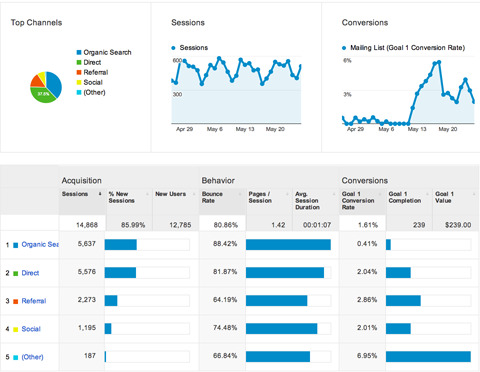 Top Channels
Organic Search
Direct
Referral
Social
(Other)
37.5%
Sessions
Sessions
600
300
Apr 29 May 6 May 13 May 20
Conversions
Mailing List (Goal 1 Conversion Rate)
6%
3%
Apr 29 May 6 May 13 May 20
Acquisition Behavior Conversions
Sessions % New Sessions New Users Bounce Rate Pages / Session Avg. Session Duration Goal 1 Conversion Rate Goal 1 Completion Goal 1 Value
14,868 85.99% 12,785 80.86% 1.42 00:01:07 1.61% 239 $239.00
1 Organic Sea 5,637 88.42% 0.41%
2 Direct 5,576 81.87% 2.04%
3 Referral 2,273 64.19% 2.86%
4 Social 1,195 74.48% 2.01%
5 (Other) 187 66.84% 6.95%